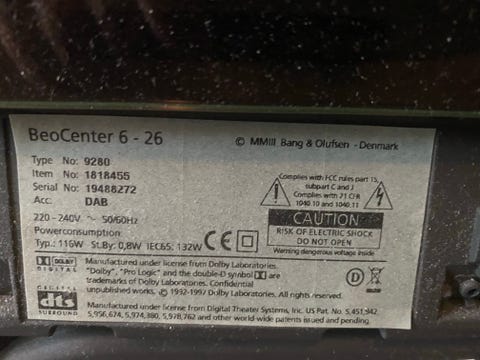 BeoCenter 6 - 26
© MMIII Bang & Olufsen - Denmark
Type No: 9280
Item No: 1818455
Serial No: 19488272
Acc: DAB
220 - 240V ~ 50/60Hz
Powerconsumption:
Typ.: 116W St.By: 0,8W IEC65: 132W
CE
Complies with FCC rules part 15,
subpart C and J
Complies with 21 CFR
1040.10 and 1040.11
CAUTION
RISK OF ELECTRIC SHOCK
DO NOT OPEN
Warning dangerous voltage inside
DOLBY
DIGITAL
Manufactured under license from Dolby Laboratories.
"Dolby", "Pro Logic" and the double-D symbol are
trademarks of Dolby Laboratories. Confidential
unpublished works. © 1992-1997 Dolby Laboratories. All rights reserved.
D
DIGITAL
dts
SURROUND
Manufactured under license from Digital Theater Systems, Inc. US Pat. No. 5,451,942
5,956,674, 5,974,380, 5,978,762 and other world-wide patents issued and pending.